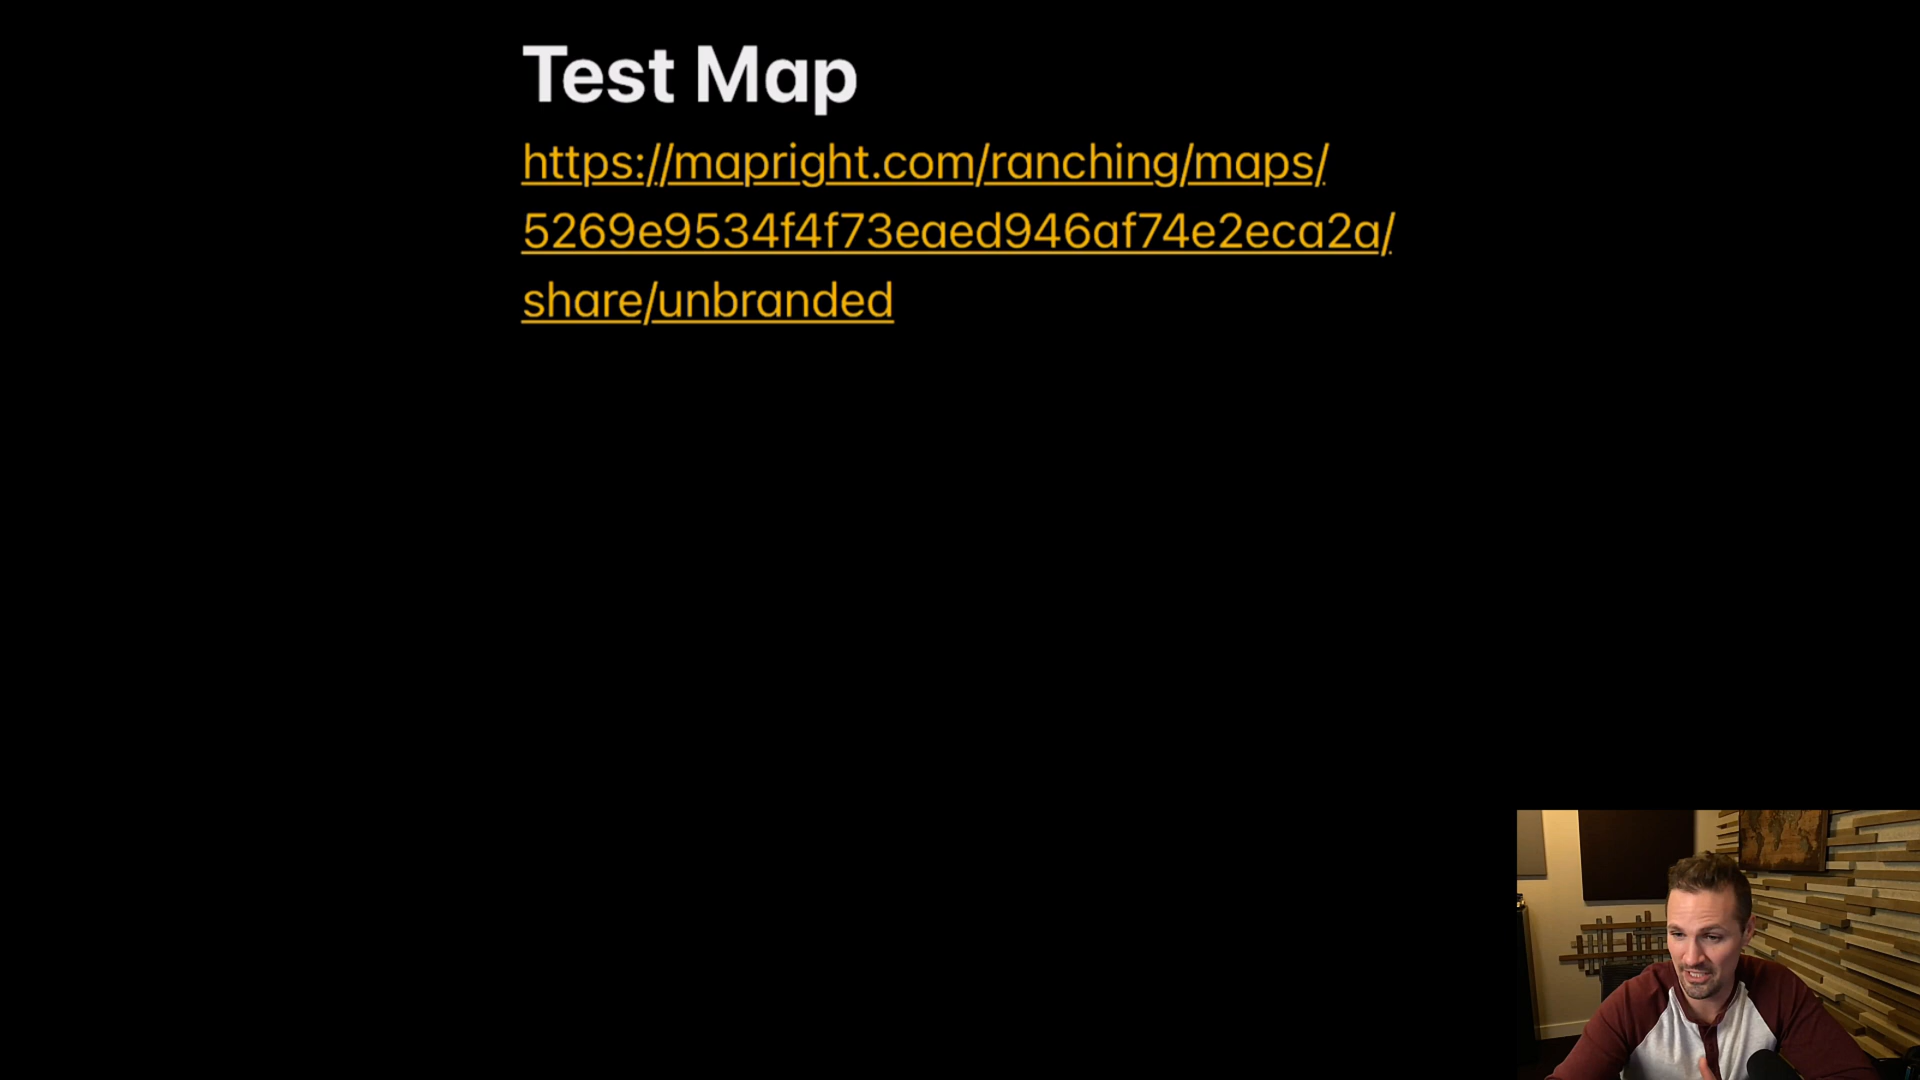 Test Map
https://mapright.com/ranching/maps/
5269e9534f4f73eaed946af74e2eca2a/
share/unbranded